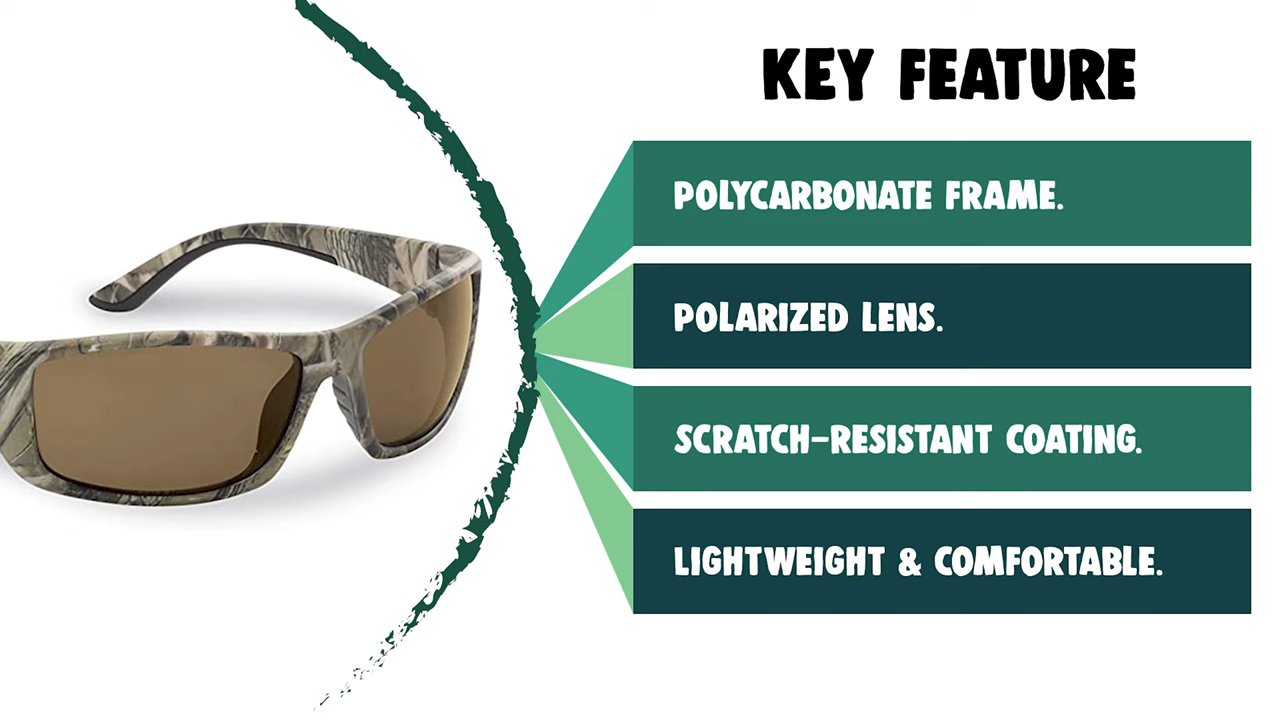 KEY FEATURE
POLYCARBONATE FRAME.
POLARIZED LENS.
SCRATCH-RESISTANT COATING.
LIGHTWEIGHT & COMFORTABLE.